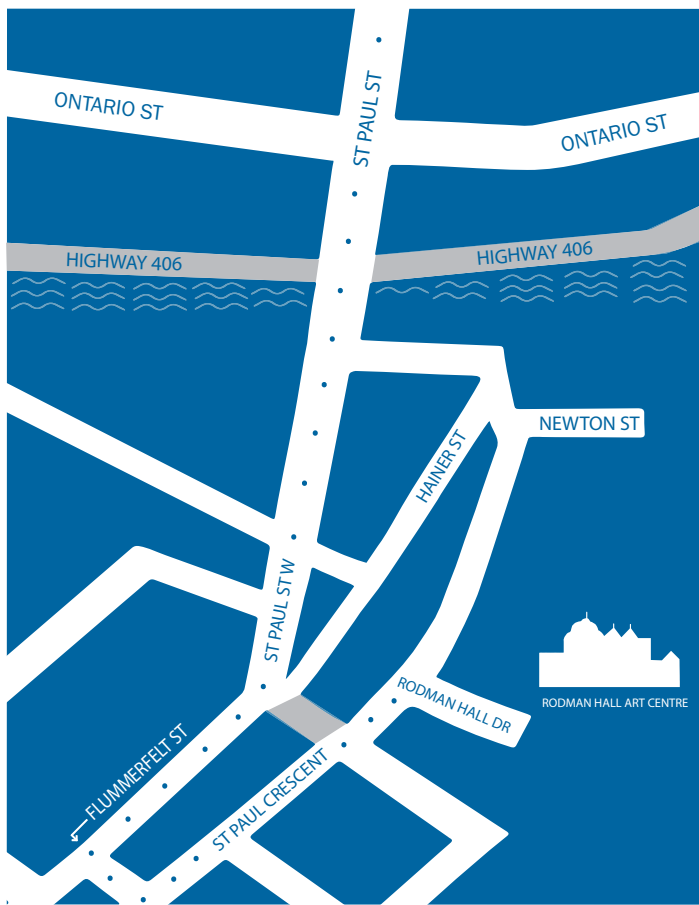 ST PAUL ST
ONTARIO ST
ONTARIO ST
HIGHWAY 406
HIGHWAY 406
NEWTON ST
HAINER ST
ST PAUL ST W
RODMAN HALL DR
RODMAN HALL ART CENTRE
FLUMMERFELT ST
ST PAUL CRESCENT